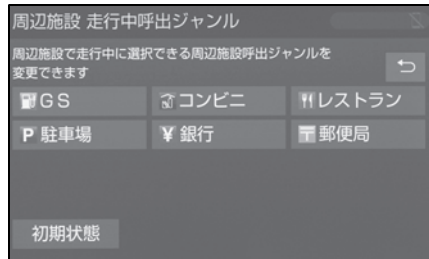 周辺施設 走行中呼出ジャンル
周辺施設で走行中に選択できる周辺施設呼出ジャンルを
変更できます
GS
コンビニ
レストラン
P 駐車場
¥ 銀行
〒 郵便局
初期状態